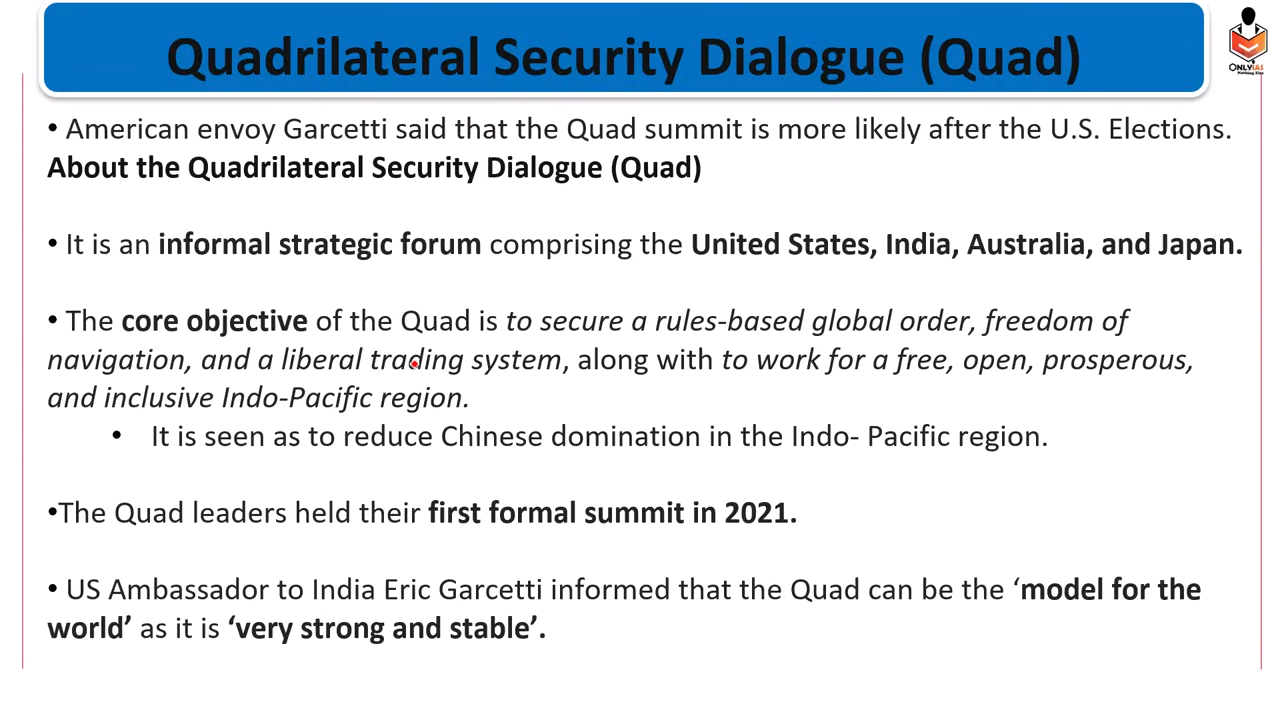 Quadrilateral Security Dialogue (Quad)
ONLYIAS
Nothing Else
• American envoy Garcetti said that the Quad summit is more likely after the U.S. Elections.
About the Quadrilateral Security Dialogue (Quad)
• It is an informal strategic forum comprising the United States, India, Australia, and Japan.
• The core objective of the Quad is to secure a rules-based global order, freedom of
navigation, and a liberal trading system, along with to work for a free, open, prosperous,
and inclusive Indo-Pacific region.
• It is seen as to reduce Chinese domination in the Indo- Pacific region.
•The Quad leaders held their first formal summit in 2021.
• US Ambassador to India Eric Garcetti informed that the Quad can be the ‘model for the
world’ as it is ‘very strong and stable’.